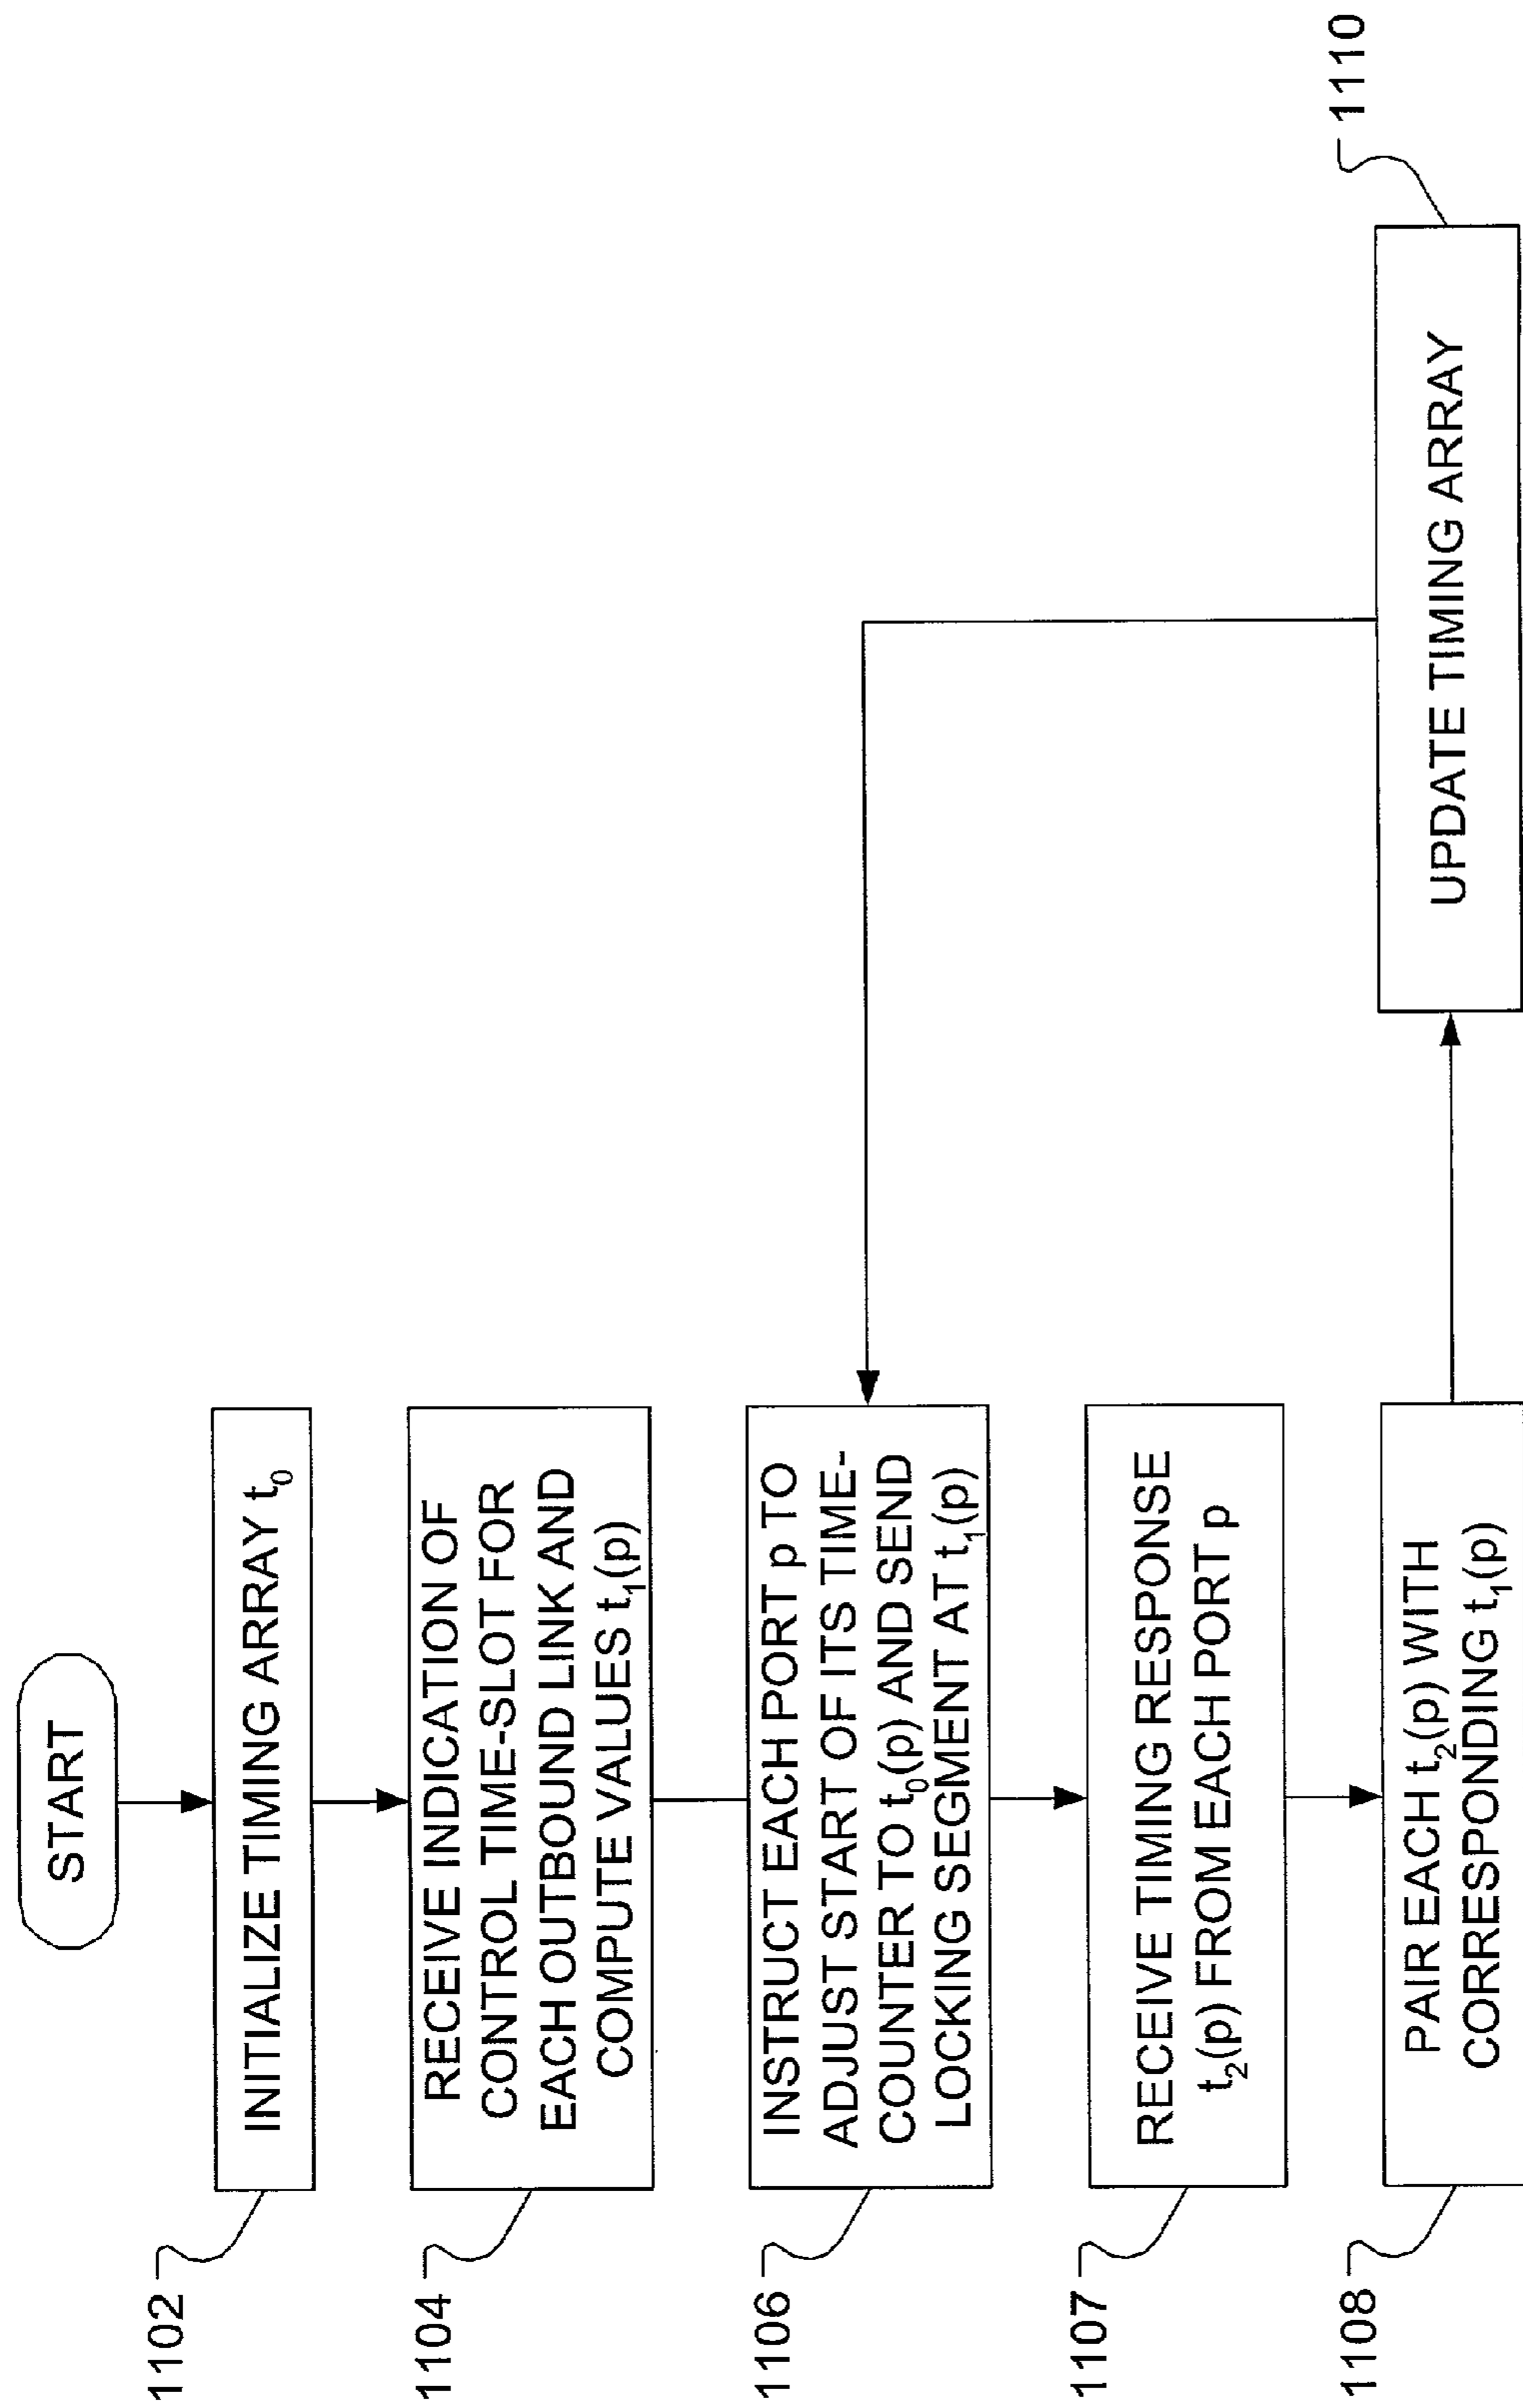 START
1102
INITIALIZE TIMING ARRAY t₀
1104
RECEIVE INDICATION OF
CONTROL TIME-SLOT FOR
EACH OUTBOUND LINK AND
COMPUTE VALUES t₁(p)
1106
INSTRUCT EACH PORT p TO
ADJUST START OF ITS TIME-
COUNTER TO t₀(p) AND SEND
LOCKING SEGMENT AT t₁(p)
1107
RECEIVE TIMING RESPONSE
t₂(p) FROM EACH PORT p
1108
PAIR EACH t₂(p) WITH
CORRESPONDING t₁(p)
1110
UPDATE TIMING ARRAY